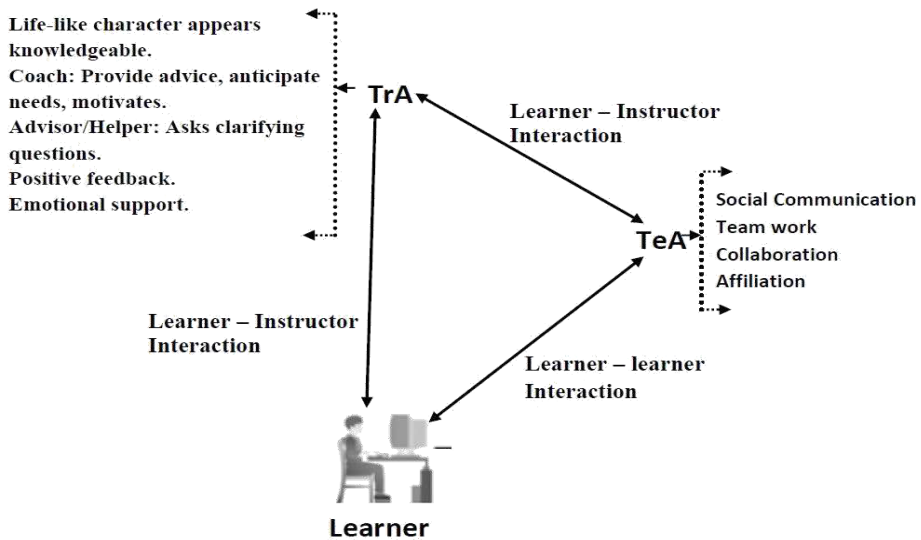 Life-like character appears
knowledgeable.
Coach: Provide advice, anticipate
needs, motivates.
Advisor/Helper: Asks clarifying
questions.
Positive feedback.
Emotional support.
TrA
Learner – Instructor
Interaction
TeA
Social Communication
Team work
Collaboration
Affiliation
Learner – Instructor
Interaction
Learner – learner
Interaction
Learner